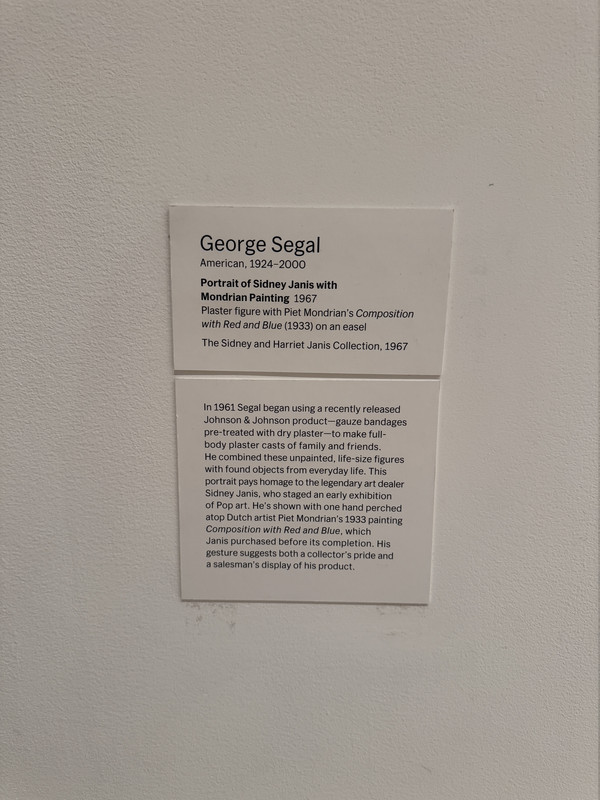 George Segal
American, 1924–2000
Portrait of Sidney Janis with
Mondrian Painting 1967
Plaster figure with Piet Mondrian's Composition
with Red and Blue (1933) on an easel
The Sidney and Harriet Janis Collection, 1967
In 1961 Segal began using a recently released
Johnson & Johnson product—gauze bandages
pre-treated with dry plaster—to make full-
body plaster casts of family and friends.
He combined these unpainted, life-size figures
with found objects from everyday life. This
portrait pays homage to the legendary art dealer
Sidney Janis, who staged an early exhibition
of Pop art. He's shown with one hand perched
atop Dutch artist Piet Mondrian's 1933 painting
Composition with Red and Blue, which
Janis purchased before its completion. His
gesture suggests both a collector's pride and
a salesman's display of his product.